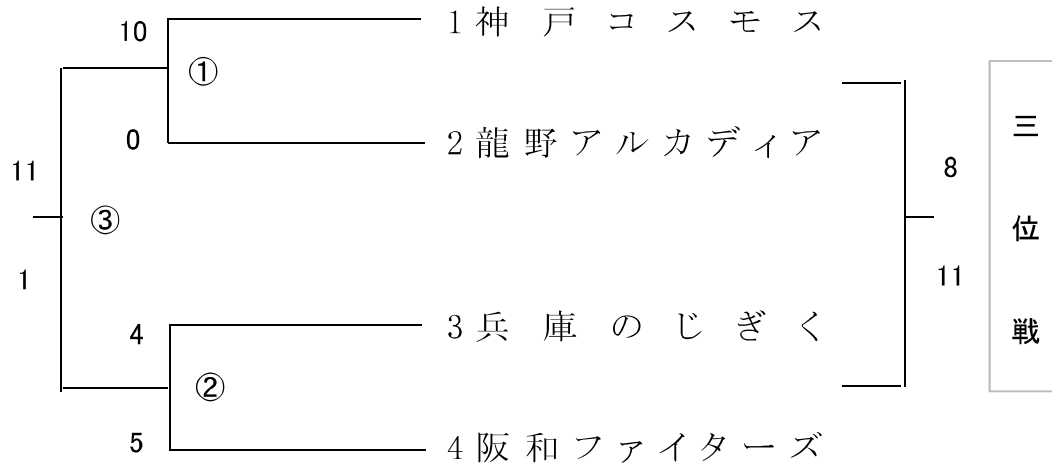 10
1 神戸コスモス
①
0
2 龍野アルカディア
11
③
1
4
3 兵庫のじぎく
②
5
4 阪和ファイターズ
8
11
三位戦